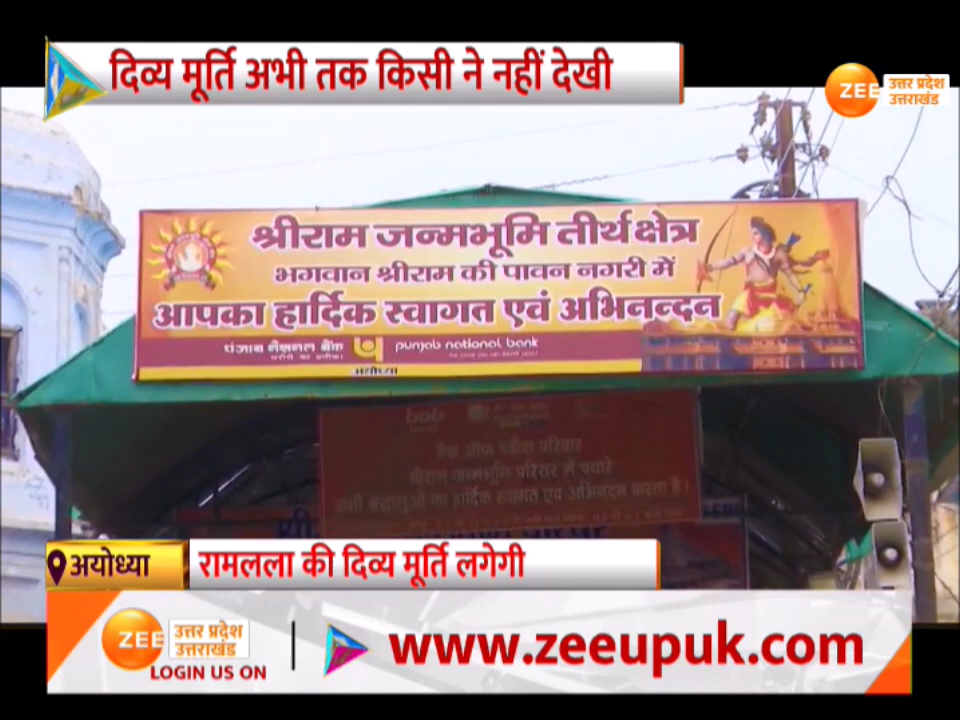 दिव्य मूर्ति अभी तक किसी ने नहीं देखी
ZEE उत्तर प्रदेश
उत्तराखंड
श्रीराम जन्मभूमि तीर्थ क्षेत्र
भगवान श्रीराम की पावन नगरी में
आपका हार्दिक स्वागत एवं अभिनन्दन
पंजाब नैशनल बैंक punjab national bank
अयोध्या
bob
बैंक ऑफ बड़ौदा परिवार
श्रीराम जन्मभूमि परिसर में पधारे
सभी श्रद्धालुओं का हार्दिक स्वागत एवं अभिनंदन करता है।
अयोध्या
रामलला की दिव्य मूर्ति लगेगी
ZEE उत्तर प्रदेश
उत्तराखंड
LOGIN US ON
www.zeeupuk.com